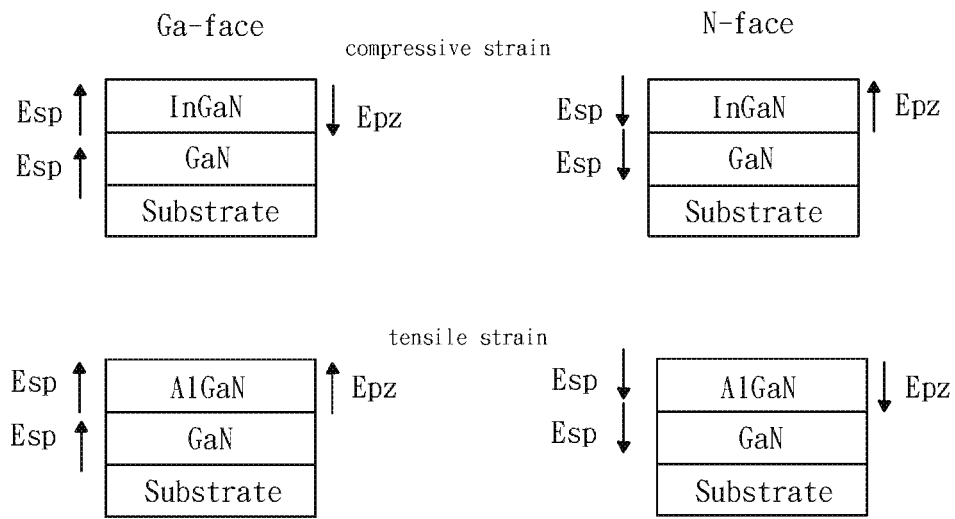 Ga-face
N-face
compressive strain
Esp
InGaN
Epz
Esp
GaN
Substrate
Esp
InGaN
Epz
Esp
GaN
Substrate
tensile strain
Esp
AlGaN
Epz
Esp
GaN
Substrate
Esp
AlGaN
Epz
Esp
GaN
Substrate